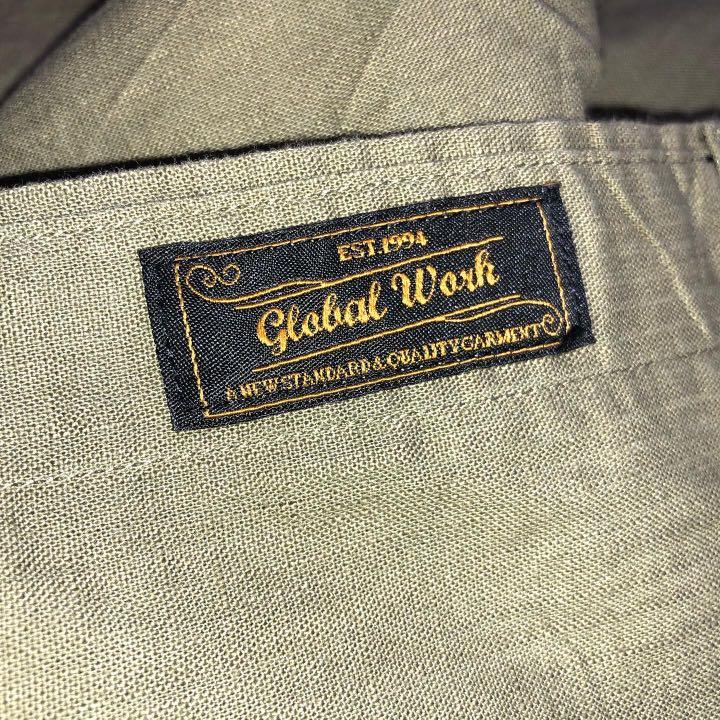 EST.1994
Global Work
A NEW STANDARD & QUALITY GARMENT